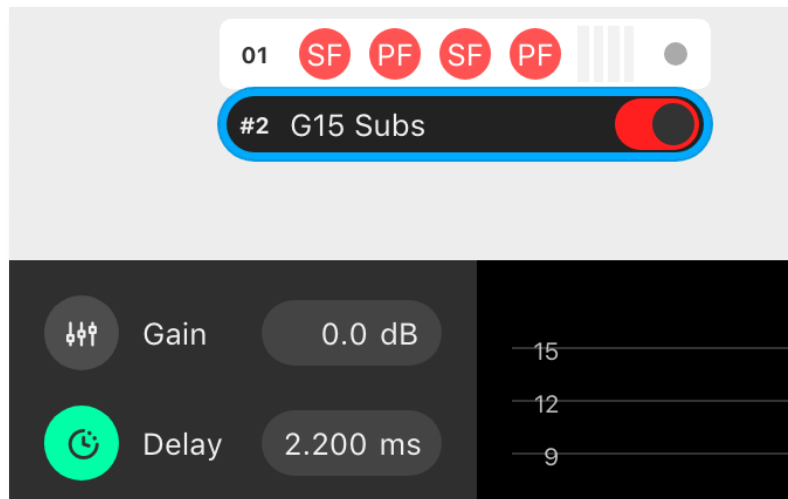 01 SF PF SF PF
#2 G15 Subs
Gain 0.0 dB
Delay 2.200 ms
15
12
9